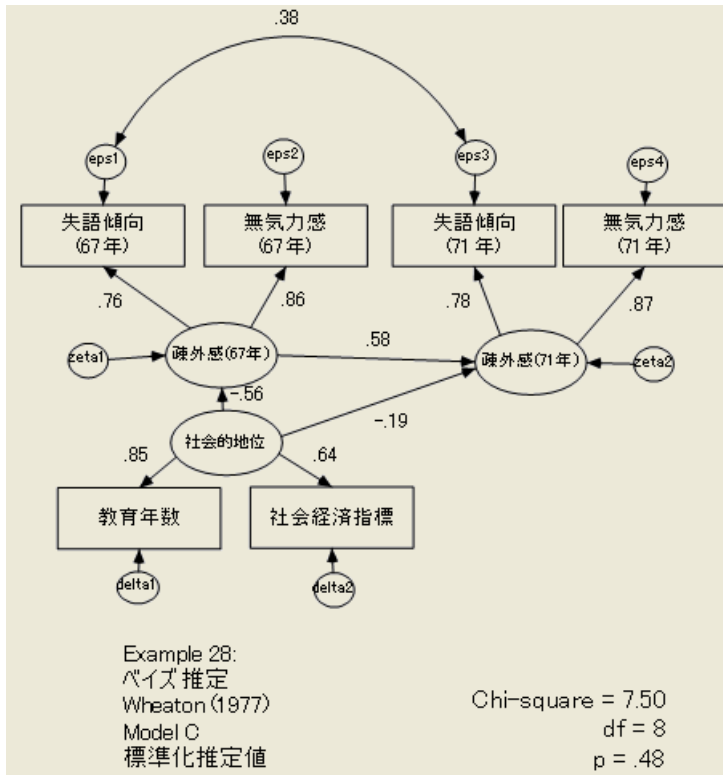 .38
eps1
eps2
eps3
eps4
失語傾向
(67年)
無気力感
(67年)
失語傾向
(71年)
無気力感
(71年)
.76
.86
.78
.87
zeta1
疎外感(67年)
.58
疎外感(71年)
zeta2
-.56
-.19
社会的地位
.85
.64
教育年数
社会経済指標
delta1
delta2
Example 28:
ベイズ推定
Wheaton (1977)
Model C
標準化推定値
Chi-square = 7.50
df = 8
p = .48